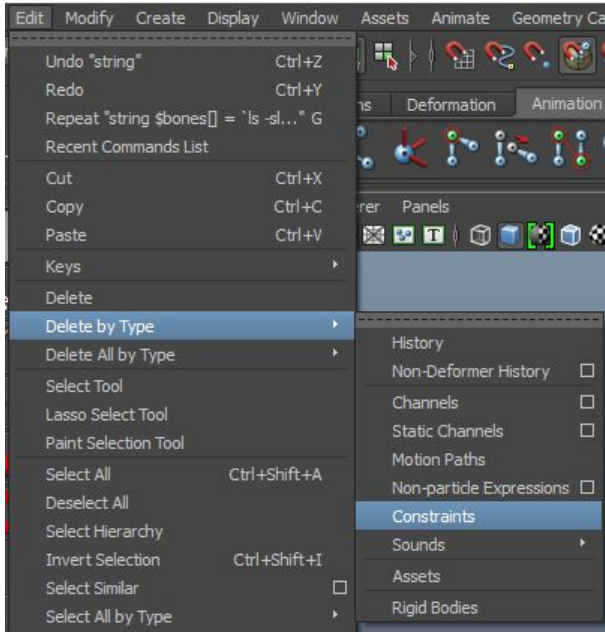 Edit Modify Create Display Window Assets Animate Geometry Ca
Undo "string" Ctrl+Z
Redo Ctrl+Y
Repeat "string $bones[] = `ls -sl..." G
Recent Commands List
Cut Ctrl+X
Copy Ctrl+C
Paste Ctrl+V
Keys
Delete
Delete by Type
Delete All by Type
Select Tool
Lasso Select Tool
Paint Selection Tool
Select All Ctrl+Shift+A
Deselect All
Select Hierarchy
Invert Selection Ctrl+Shift+I
Select Similar
Select All by Type
ns Deformation Animation
rer Panels
T
History
Non-Deformer History
Channels
Static Channels
Motion Paths
Non-particle Expressions
Constraints
Sounds
Assets
Rigid Bodies